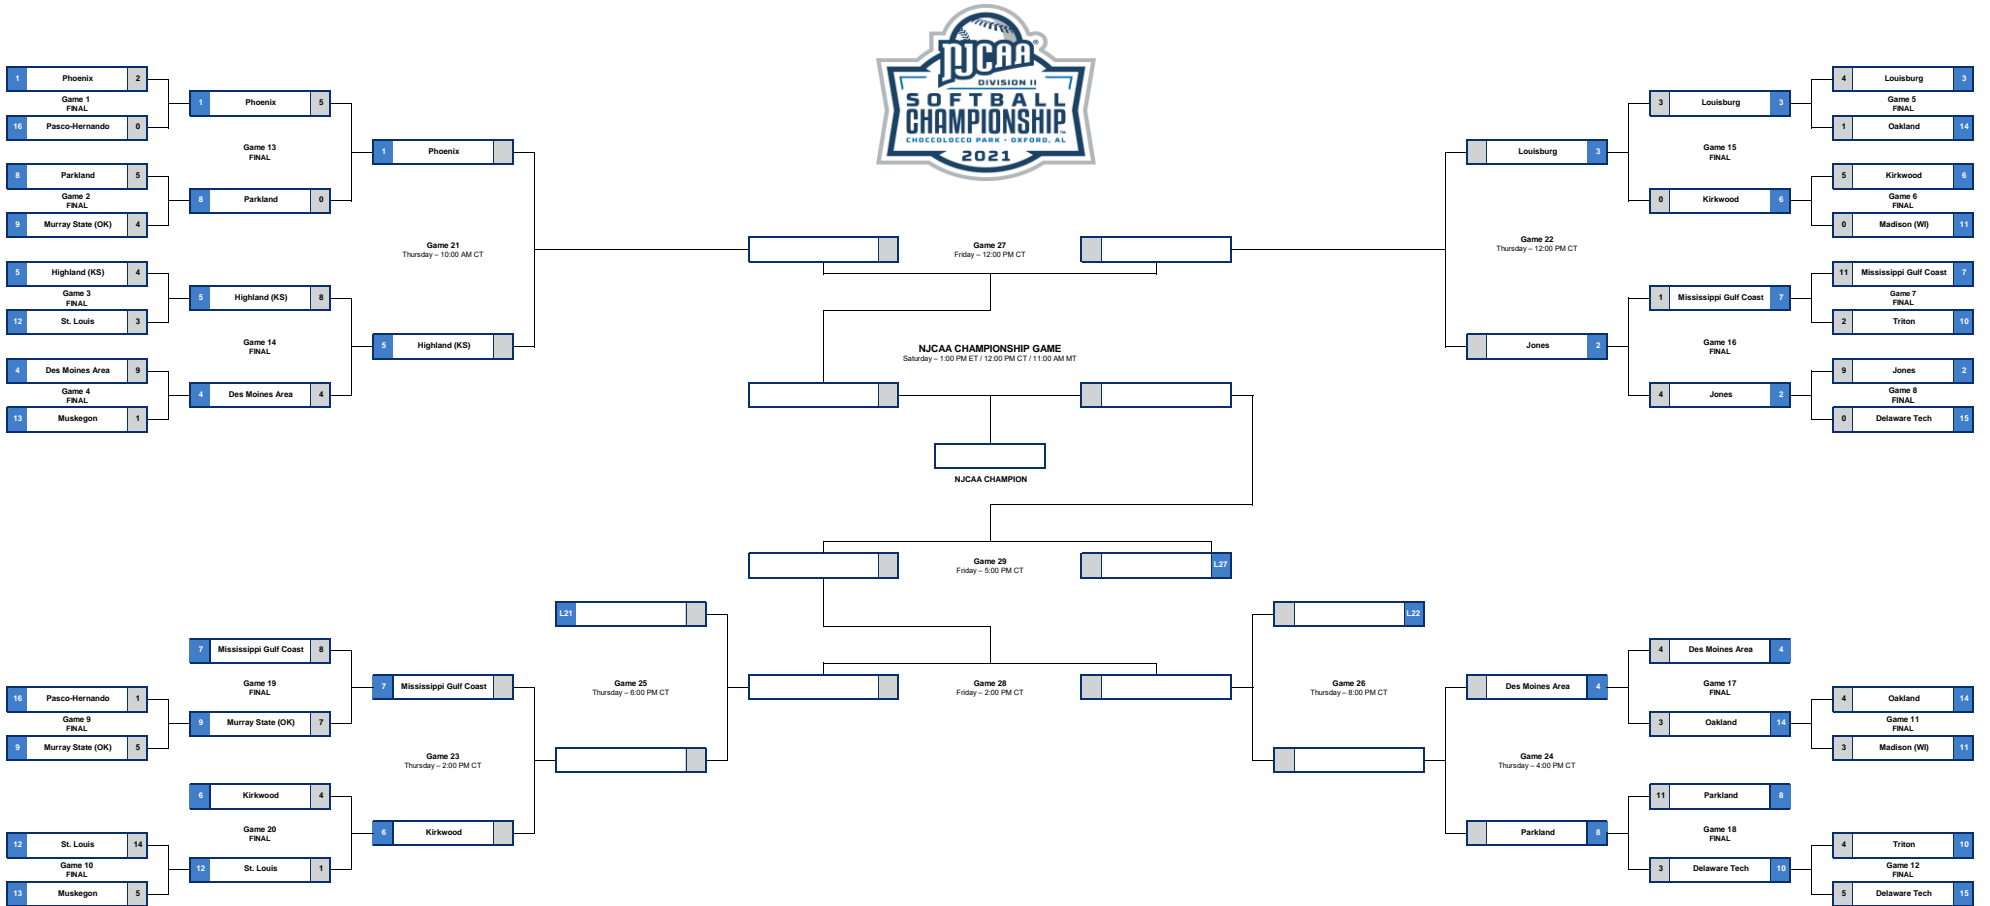 NJCAA
DIVISION II
SOFTBALL
CHAMPIONSHIP
CHOCCOLOCCO PARK • OXFORD, AL
2021
1 Phoenix 2
Game 1
FINAL
16 Pasco-Hernando 0
8 Parkland 5
Game 2
FINAL
9 Murray State (OK) 4
5 Highland (KS) 4
Game 3
FINAL
12 St. Louis 3
4 Des Moines Area 9
Game 4
FINAL
13 Muskegon 1
1 Phoenix 5
Game 13
FINAL
8 Parkland 0
5 Highland (KS) 8
Game 14
FINAL
4 Des Moines Area 4
1 Phoenix
Game 21
Thursday – 10:00 AM CT
5 Highland (KS)
Game 27
Friday – 12:00 PM CT
NJCAA CHAMPIONSHIP GAME
Saturday – 1:00 PM ET / 12:00 PM CT / 11:00 AM MT
NJCAA CHAMPION
Louisburg 3
Game 22
Thursday – 12:00 PM CT
Jones 2
3 Louisburg 3
Game 15
FINAL
0 Kirkwood 6
1 Mississippi Gulf Coast 7
Game 16
FINAL
4 Jones 2
4 Louisburg 3
Game 5
FINAL
1 Oakland 14
5 Kirkwood 6
Game 6
FINAL
0 Madison (WI) 11
11 Mississippi Gulf Coast 7
Game 7
FINAL
2 Triton 10
9 Jones 2
Game 8
FINAL
0 Delaware Tech 15
Game 29
Friday – 5:00 PM CT
L27
16 Pasco-Hernando 1
Game 9
FINAL
9 Murray State (OK) 5
12 St. Louis 14
Game 10
FINAL
13 Muskegon 5
7 Mississippi Gulf Coast 8
Game 19
FINAL
9 Murray State (OK) 7
6 Kirkwood 4
Game 20
FINAL
12 St. Louis 1
7 Mississippi Gulf Coast
Game 23
Thursday – 2:00 PM CT
6 Kirkwood
L21
Game 25
Thursday – 6:00 PM CT
Game 28
Friday – 2:00 PM CT
L22
Game 26
Thursday – 8:00 PM CT
Des Moines Area 4
Game 24
Thursday – 4:00 PM CT
Parkland 8
4 Des Moines Area 4
Game 17
FINAL
3 Oakland 14
11 Parkland 8
Game 18
FINAL
3 Delaware Tech 10
4 Oakland 14
Game 11
FINAL
3 Madison (WI) 11
4 Triton 10
Game 12
FINAL
5 Delaware Tech 15